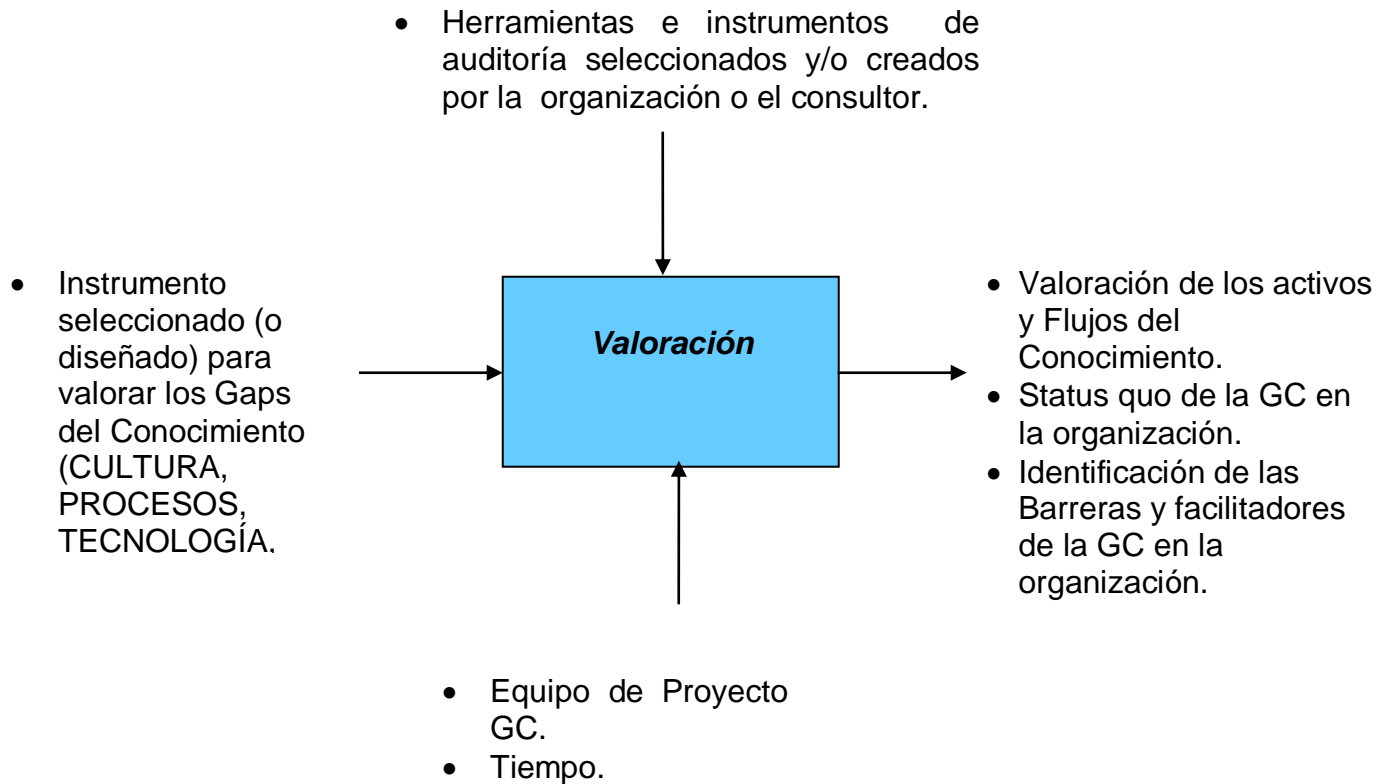 • Herramientas e instrumentos de
auditoría seleccionados y/o creados
por la organización o el consultor.
• Instrumento
seleccionado (o
diseñado) para
valorar los Gaps
del Conocimiento
(CULTURA,
PROCESOS,
TECNOLOGÍA,
Valoración
• Valoración de los activos
y Flujos del
Conocimiento.
• Status quo de la GC en
la organización.
• Identificación de las
Barreras y facilitadores
de la GC en la
organización.
• Equipo de Proyecto
GC.
• Tiempo.